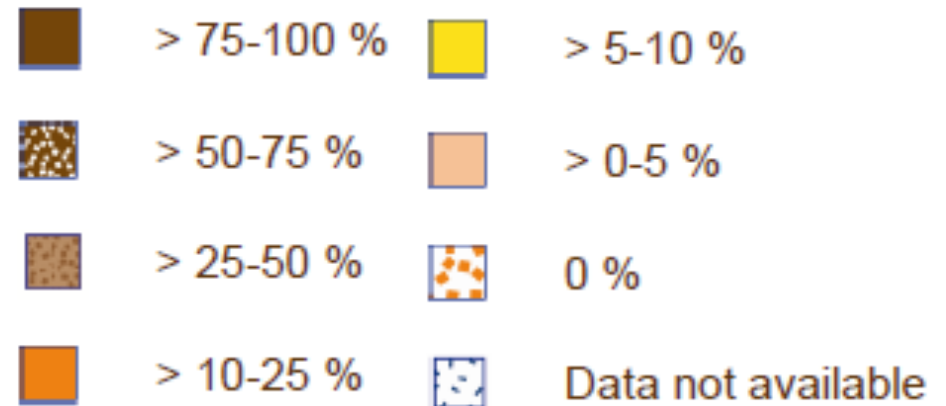 > 75-100 %
> 50-75 %
> 25-50 %
> 10-25 %
> 5-10 %
> 0-5 %
0 %
Data not available